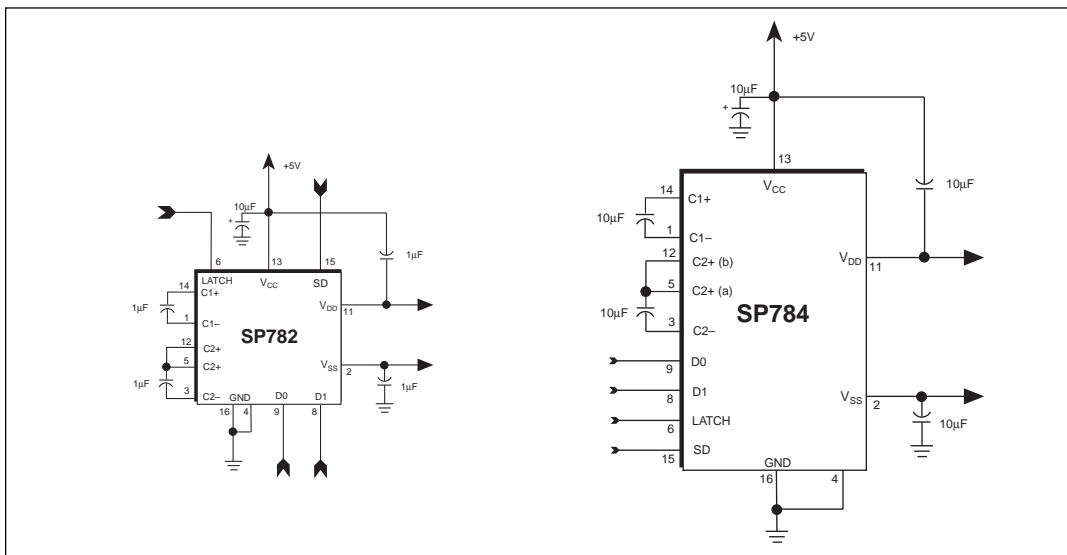 +5V
10µF
+
1µF
6
13
15
LATCH
VCC
SD
14
C1+
1µF
1
C1–
VDD
11
SP782
12
C2+
5
C2+
VSS
2
1µF
1µF
3
C2–
GND
D0
D1
16
4
9
8
+5V
10µF
+
13
VCC
10µF
14
C1+
10µF
1
C1–
12
C2+ (b)
VDD
11
5
C2+ (a)
SP784
10µF
3
C2–
D0
9
D1
8
VSS
2
LATCH
6
10µF
SD
15
GND
16
4